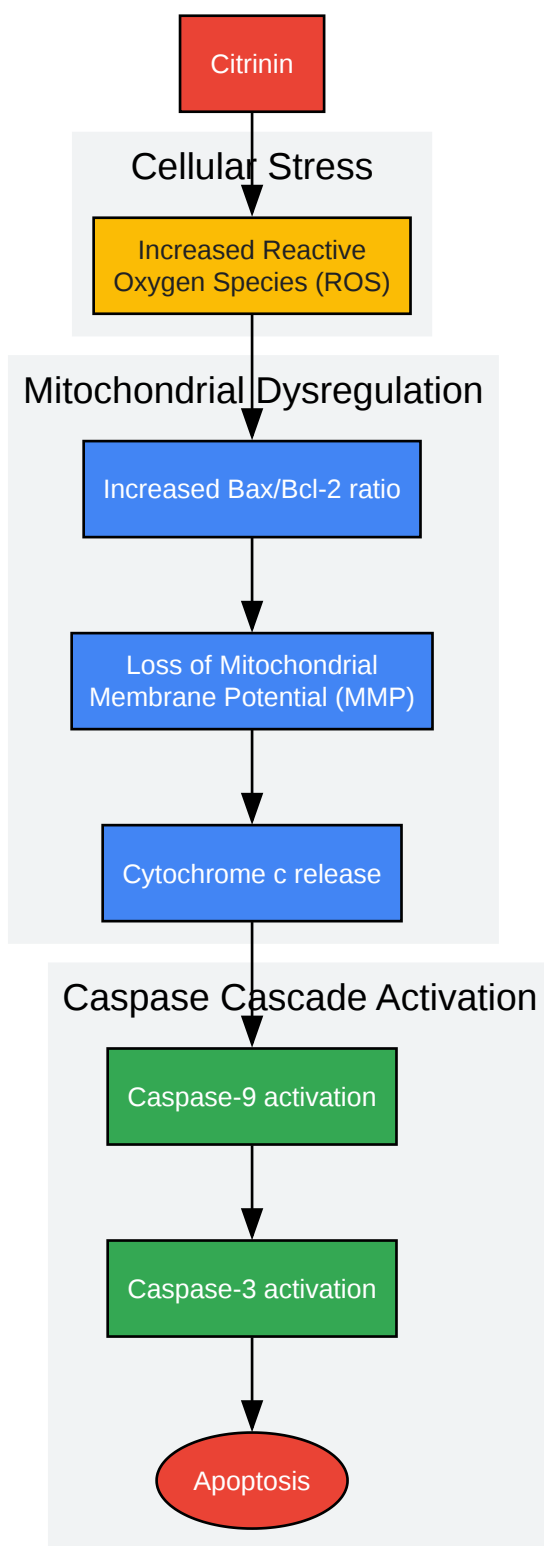 Citrinin
Cellular Stress
Increased Reactive
Oxygen Species (ROS)
Mitochondrial Dysregulation
Increased Bax/Bcl-2 ratio
Loss of Mitochondrial
Membrane Potential (MMP)
Cytochrome c release
Caspase Cascade Activation
Caspase-9 activation
Caspase-3 activation
Apoptosis